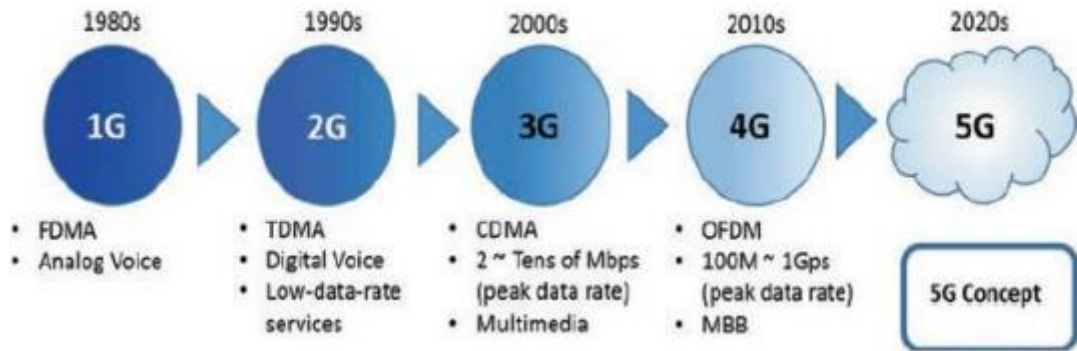 1980s
1990s
2000s
2010s
2020s
1G
2G
3G
4G
5G
• FDMA
• Analog Voice
• TDMA
• Digital Voice
• Low-data-rate
services
• CDMA
• 2 ~ Tens of Mbps
(peak data rate)
• Multimedia
• OFDM
• 100M ~ 1Gps
(peak data rate)
• MBB
5G Concept